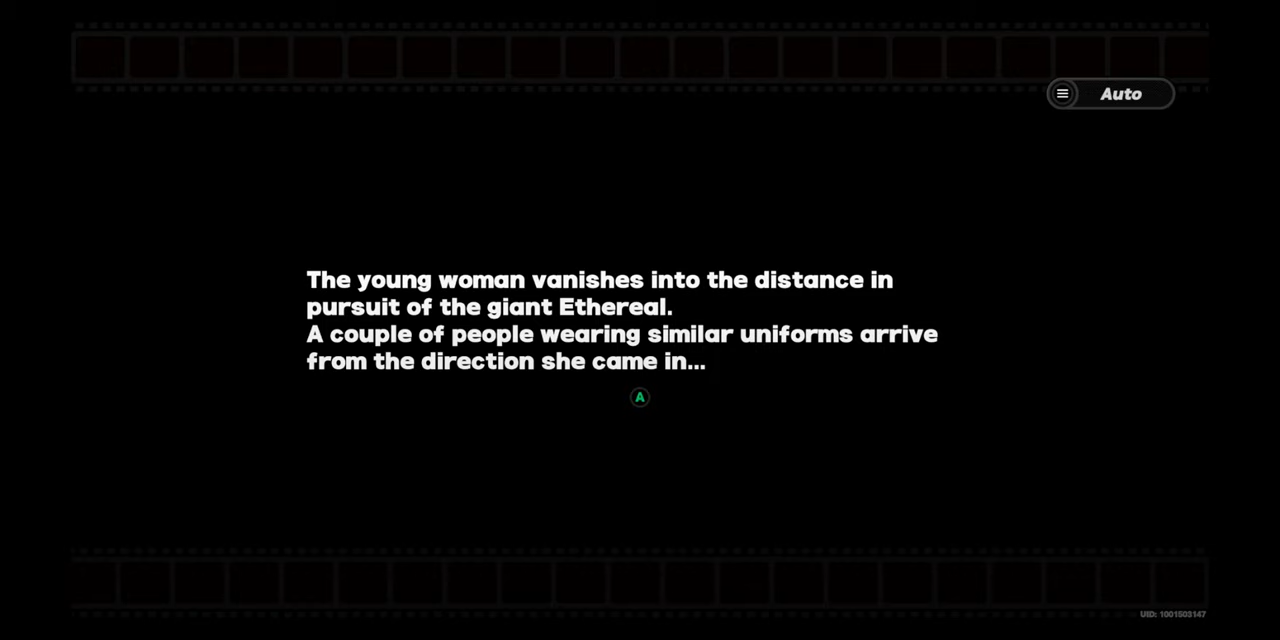 Auto
The young woman vanishes into the distance in
pursuit of the giant Ethereal.
A couple of people wearing similar uniforms arrive
from the direction she came in...
A
UID: 1001503147